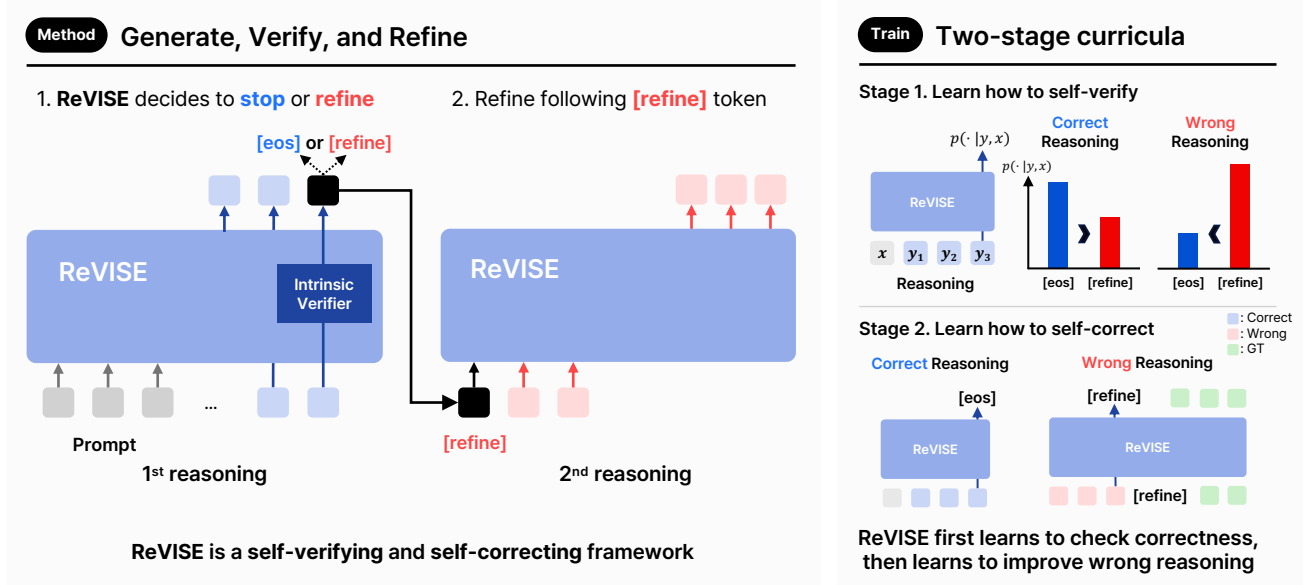 Method Generate, Verify, and Refine
1. ReVISE decides to stop or refine
[eos] or [refine]
ReVISE
Intrinsic
Verifier
...
Prompt
1st reasoning
2. Refine following [refine] token
ReVISE
[refine]
2nd reasoning
ReVISE is a self-verifying and self-correcting framework
Train Two-stage curricula
Stage 1. Learn how to self-verify
p(· |y, x)
ReVISE
x y1 y2 y3
Reasoning
Correct
Reasoning
p(· |y, x)
[eos] [refine]
Wrong
Reasoning
[eos] [refine]
Stage 2. Learn how to self-correct
: Correct
: Wrong
: GT
Correct Reasoning
[eos]
ReVISE
Wrong Reasoning
[refine]
ReVISE
[refine]
ReVISE first learns to check correctness,
then learns to improve wrong reasoning